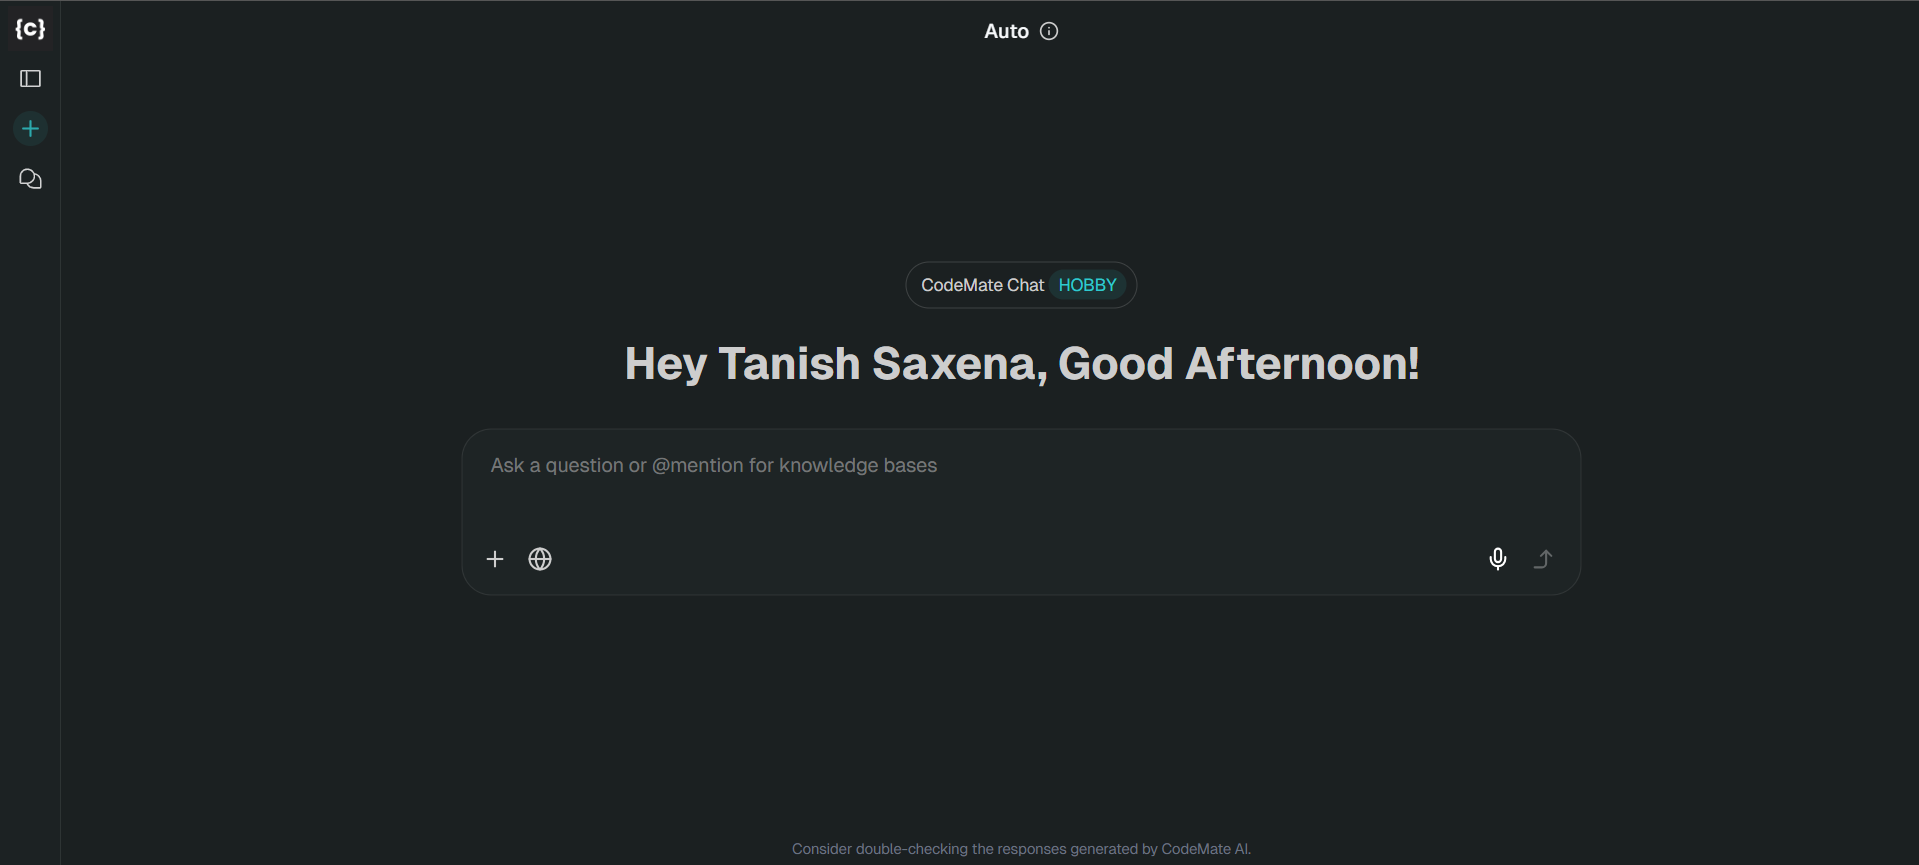 {c}
Auto
CodeMate Chat HOBBY
Hey Tanish Saxena, Good Afternoon!
Ask a question or @mention for knowledge bases
Consider double-checking the responses generated by CodeMate AI.